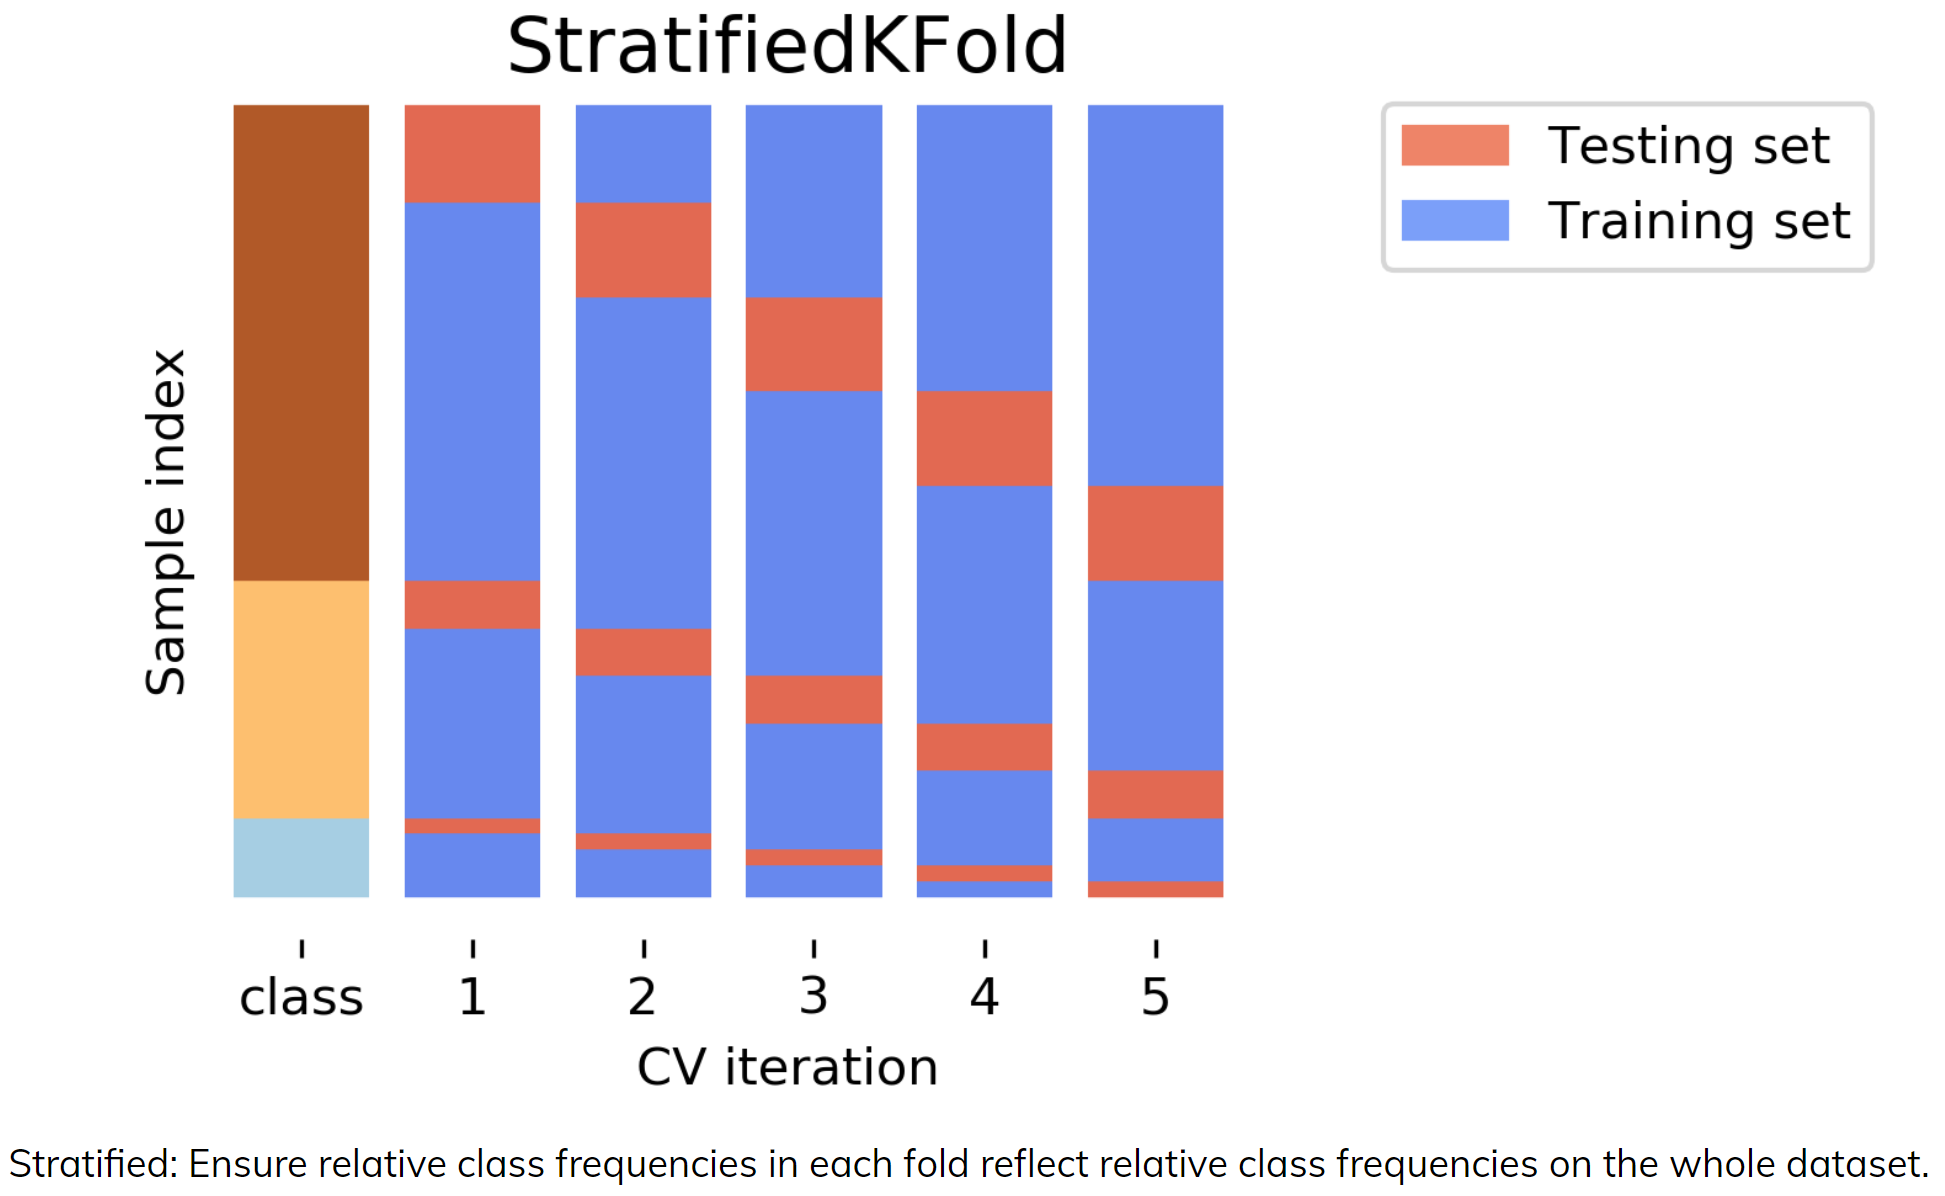 StratifiedKFold
Testing set
Training set
Sample index
class 1 2 3 4 5
CV iteration
Stratified: Ensure relative class frequencies in each fold reflect relative class frequencies on the whole dataset.